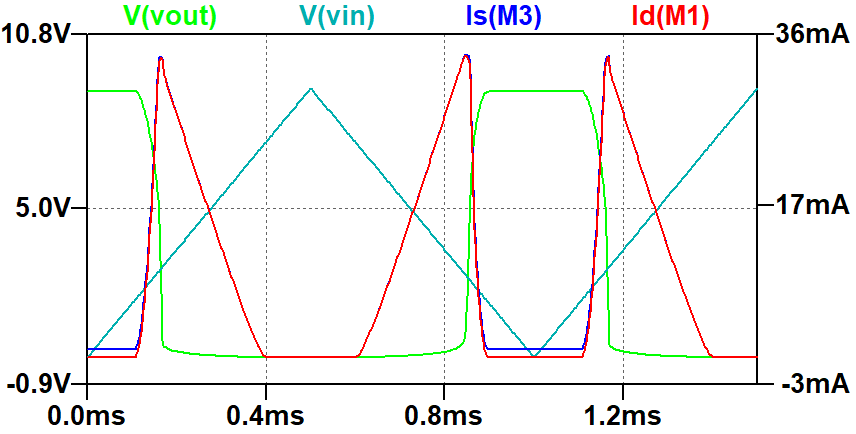 V(vout) V(vin) Is(M3) Id(M1)
10.8V 36mA
5.0V 17mA
-0.9V -3mA
0.0ms 0.4ms 0.8ms 1.2ms